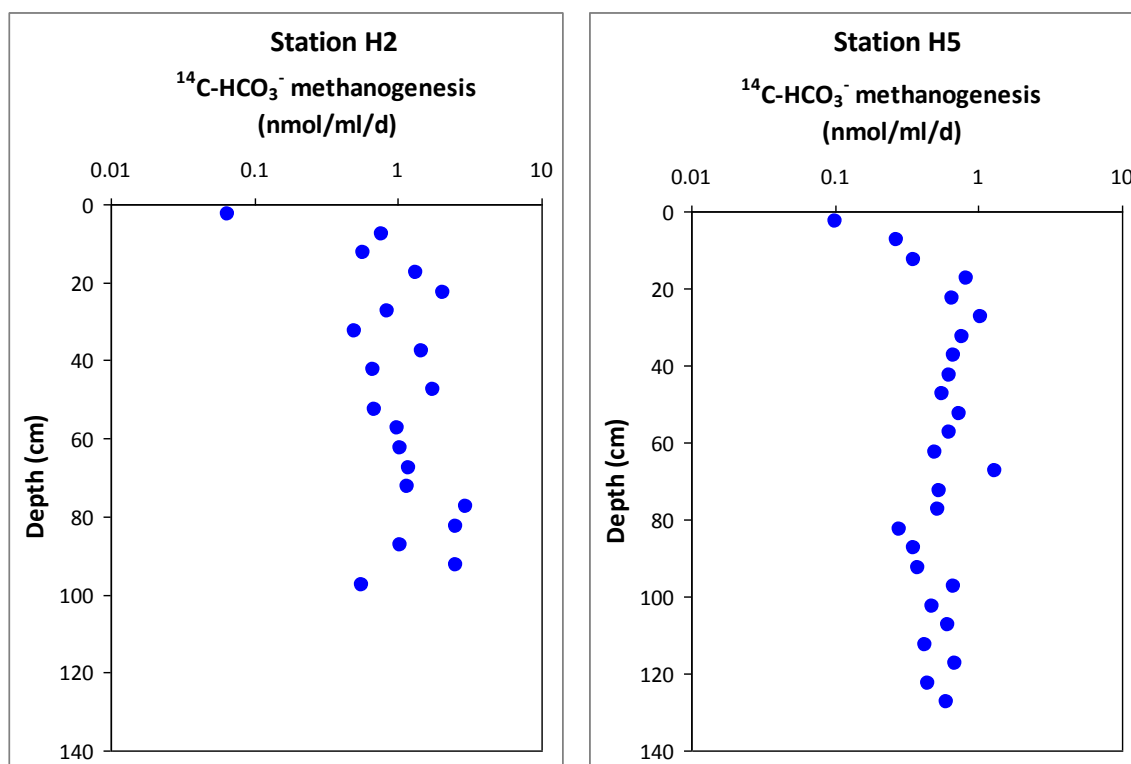 Station H2
¹⁴C-HCO₃⁻ methanogenesis
(nmol/ml/d)
0.01 0.1 1 10
0
20
40
60
80
100
120
140
Depth (cm)
Station H5
¹⁴C-HCO₃⁻ methanogenesis
(nmol/ml/d)
0.01 0.1 1 10
0
20
40
60
80
100
120
140
Depth (cm)